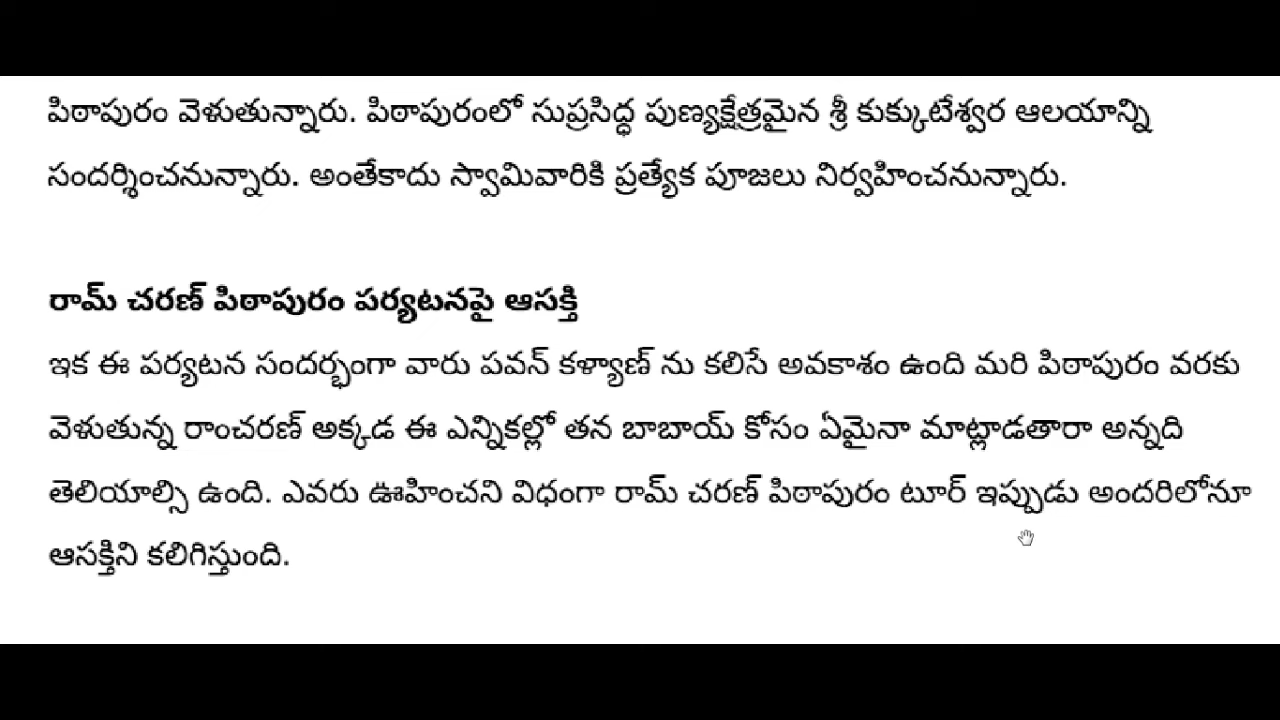 పిఠాపురం వెళుతున్నారు. పిఠాపురంలో సుప్రసిద్ధ పుణ్యక్షేత్రమైన శ్రీ కుక్కుటేశ్వర ఆలయాన్ని
సందర్శించనున్నారు. అంతేకాదు స్వామివారికి ప్రత్యేక పూజలు నిర్వహించనున్నారు.
రామ్ చరణ్ పిఠాపురం పర్యటనపై ఆసక్తి
ఇక ఈ పర్యటన సందర్భంగా వారు పవన్ కళ్యాణ్ ను కలిసే అవకాశం ఉంది మరి పిఠాపురం వరకు
వెళుతున్న రాంచరణ్ అక్కడ ఈ ఎన్నికల్లో తన బాబాయ్ కోసం ఏమైనా మాట్లాడతారా అన్నది
తెలియాల్సి ఉంది. ఎవరు ఊహించని విధంగా రామ్ చరణ్ పిఠాపురం టూర్ ఇప్పుడు అందరిలోనూ
ఆసక్తిని కలిగిస్తుంది.